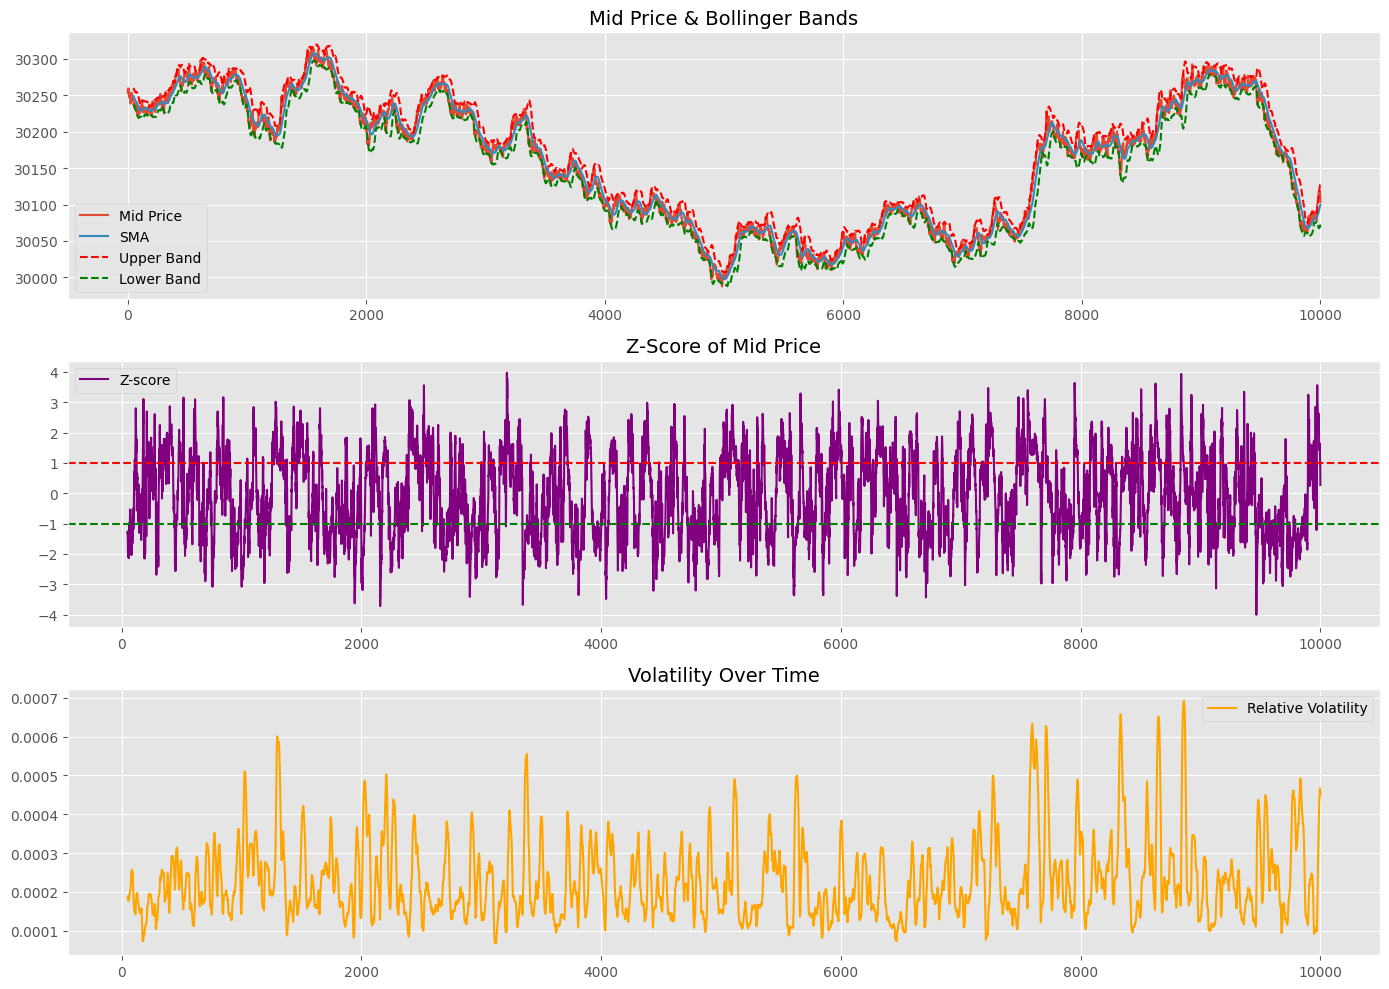 Mid Price & Bollinger Bands
30300
30250
30200
30150
30100
30050
30000
Mid Price
SMA
Upper Band
Lower Band
0 2000 4000 6000 8000 10000
Z-Score of Mid Price
4
3
2
1
0
−1
−2
−3
−4
Z-score
0 2000 4000 6000 8000 10000
Volatility Over Time
0.0007
0.0006
0.0005
0.0004
0.0003
0.0002
0.0001
Relative Volatility
0 2000 4000 6000 8000 10000